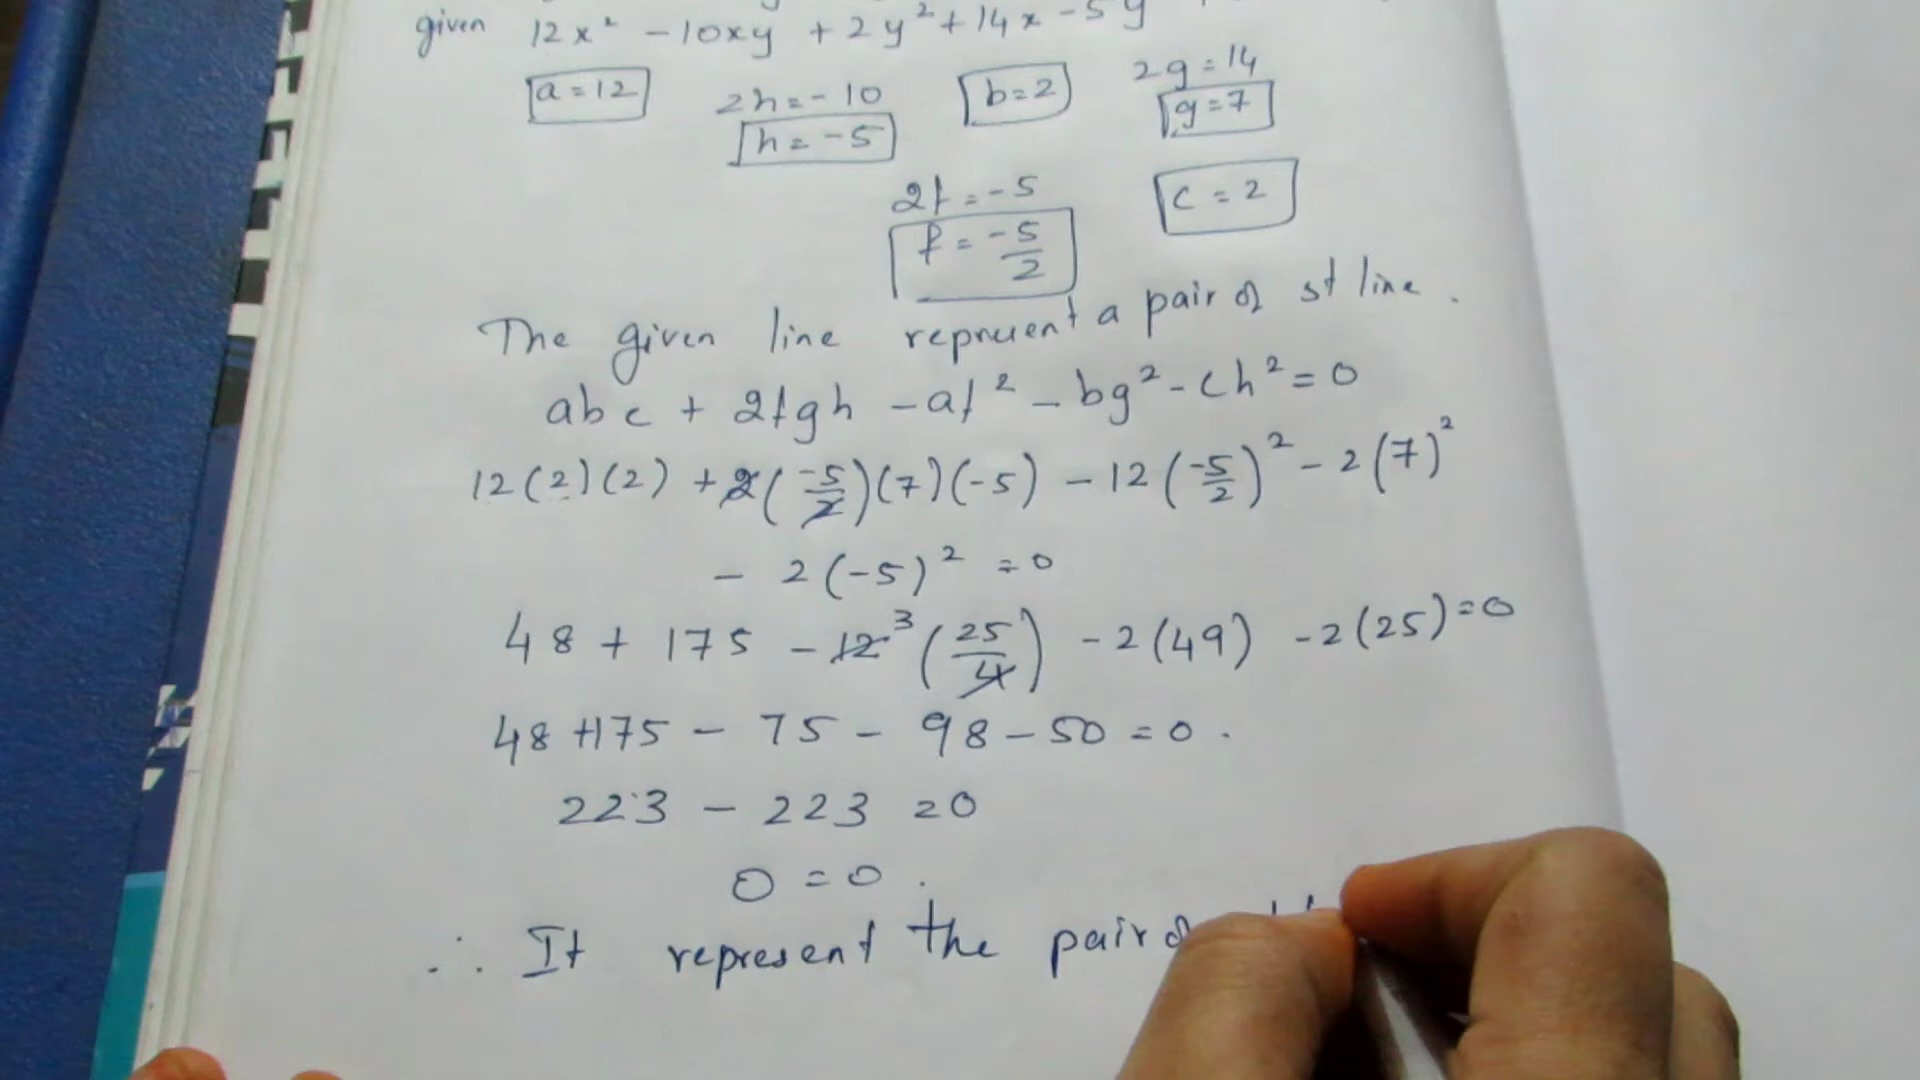 given 12x² - 10xy + 2y² + 14x - 5y
a = 12 2h = -10 b = 2 2g = 14
h = -5 g = 7
2f = -5 c = 2
f = -5/2
The given line represent a pair of st line.
abc + 2fgh - af² - bg² - ch² = 0
12(2)(2) + 2(-5/2)(7)(-5) - 12(-5/2)² - 2(7)²
- 2(-5)² = 0
48 + 175 - 12³(25/4) - 2(49) - 2(25) = 0
48 + 175 - 75 - 98 - 50 = 0.
223 - 223 = 0
0 = 0.
∴ It represent the pair of